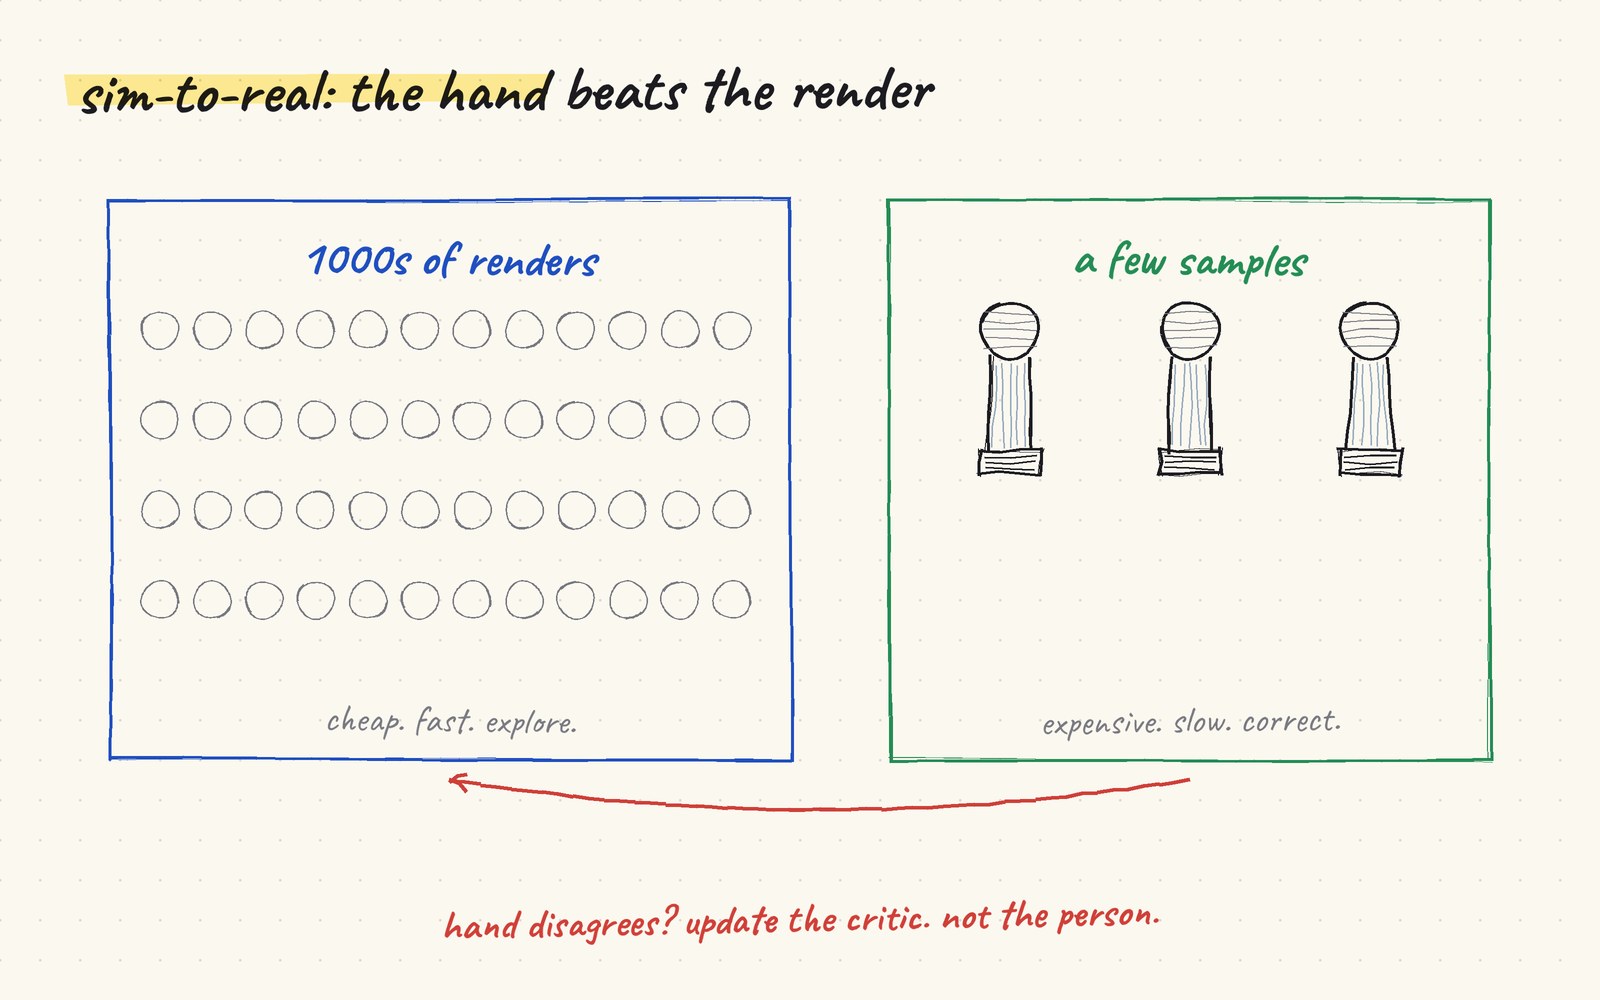 sim-to-real: the hand beats the render
1000s of renders
cheap. fast. explore.
a few samples
expensive. slow. correct.
hand disagrees? update the critic. not the person.